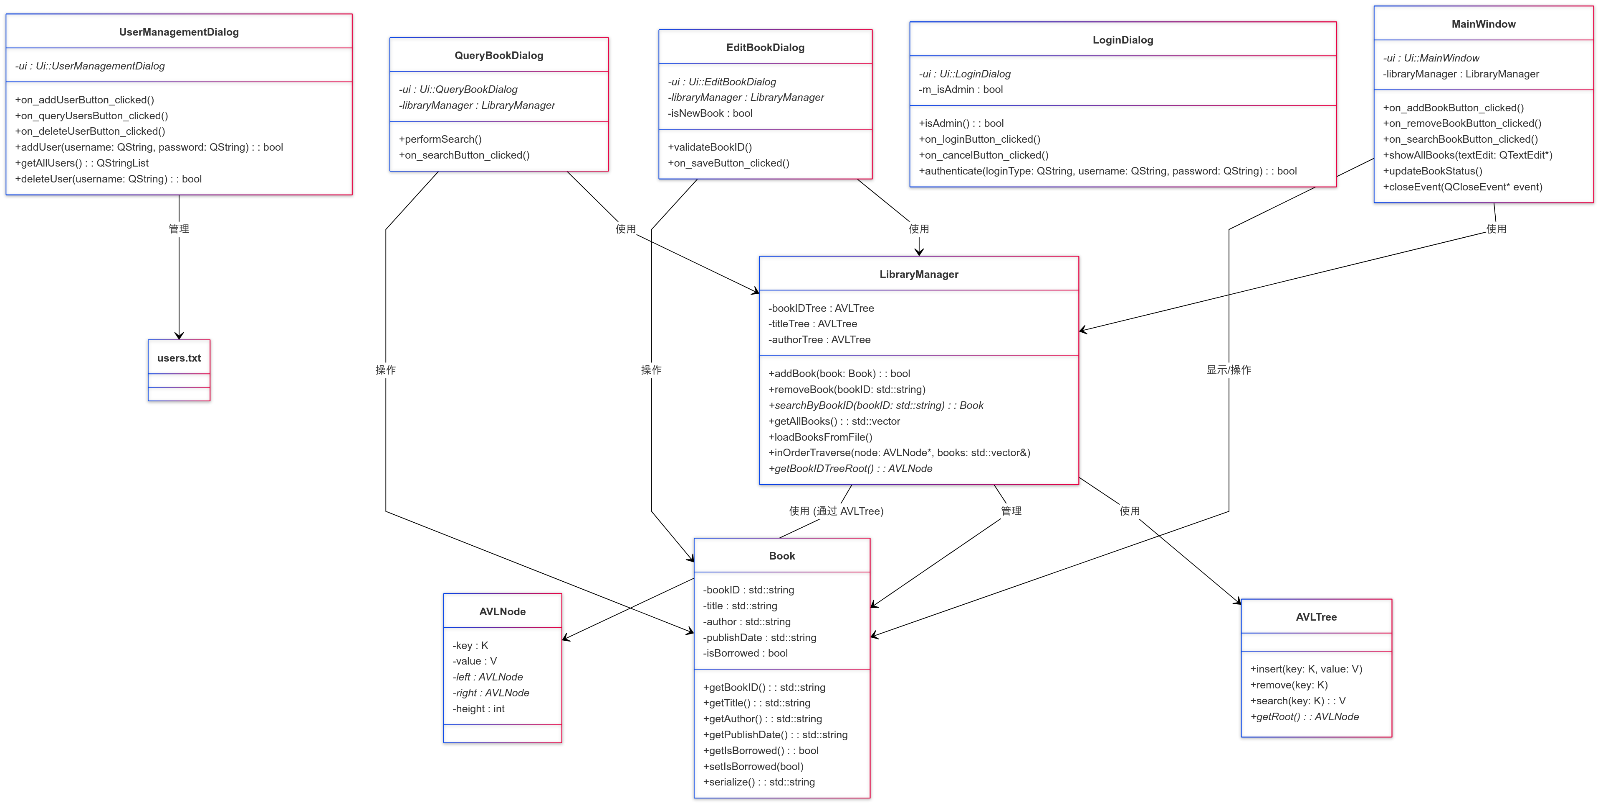 UserManagementDialog
-ui : Ui::UserManagementDialog
+on_addUserButton_clicked()
+on_queryUsersButton_clicked()
+on_deleteUserButton_clicked()
+addUser(username: QString, password: QString) : : bool
+getAllUsers() : : QStringList
+deleteUser(username: QString) : : bool
QueryBookDialog
-ui : Ui::QueryBookDialog
-libraryManager : LibraryManager
+performSearch()
+on_searchButton_clicked()
EditBookDialog
-ui : Ui::EditBookDialog
-libraryManager : LibraryManager
-isNewBook : bool
+validateBookID()
+on_saveButton_clicked()
LoginDialog
-ui : Ui::LoginDialog
-m_isAdmin : bool
+isAdmin() : : bool
+on_loginButton_clicked()
+on_cancelButton_clicked()
+authenticate(loginType: QString, username: QString, password: QString) : : bool
MainWindow
-ui : Ui::MainWindow
-libraryManager : LibraryManager
+on_addBookButton_clicked()
+on_removeBookButton_clicked()
+on_searchBookButton_clicked()
+showAllBooks(textEdit: QTextEdit*)
+updateBookStatus()
+closeEvent(QCloseEvent* event)
管理
使用
使用
使用
users.txt
LibraryManager
-bookIDTree : AVLTree
-titleTree : AVLTree
-authorTree : AVLTree
+addBook(book: Book) : : bool
+removeBook(bookID: std::string)
+searchByBookID(bookID: std::string) : : Book
+getAllBooks() : : std::vector
+loadBooksFromFile()
+inOrderTraverse(node: AVLNode*, books: std::vector&)
+getBookIDTreeRoot() : : AVLNode
操作
操作
显示/操作
使用 (通过 AVLTree)
管理
使用
AVLNode
-key : K
-value : V
-left : AVLNode
-right : AVLNode
-height : int
Book
-bookID : std::string
-title : std::string
-author : std::string
-publishDate : std::string
-isBorrowed : bool
+getBookID() : : std::string
+getTitle() : : std::string
+getAuthor() : : std::string
+getPublishDate() : : std::string
+getIsBorrowed() : : bool
+setIsBorrowed(bool)
+serialize() : : std::string
AVLTree
+insert(key: K, value: V)
+remove(key: K)
+search(key: K) : : V
+getRoot() : : AVLNode